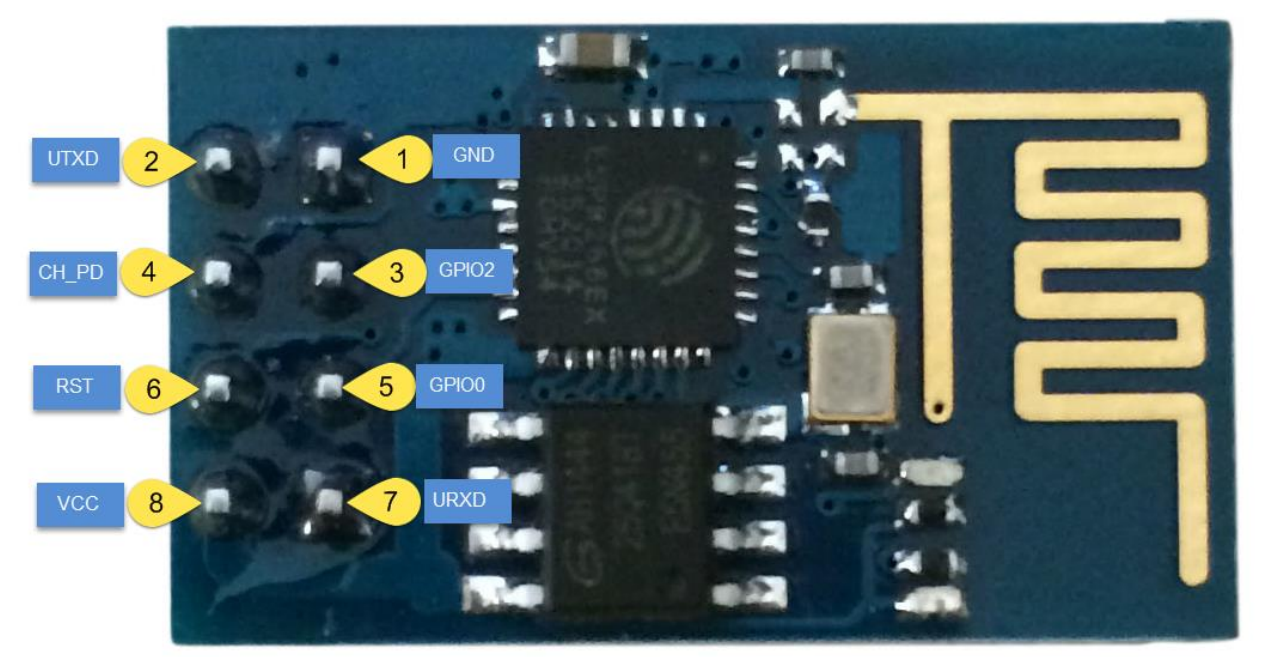 UTXD 2 1 GND
CH_PD 4 3 GPIO2
RST 6 5 GPIO0
VCC 8 7 URXD